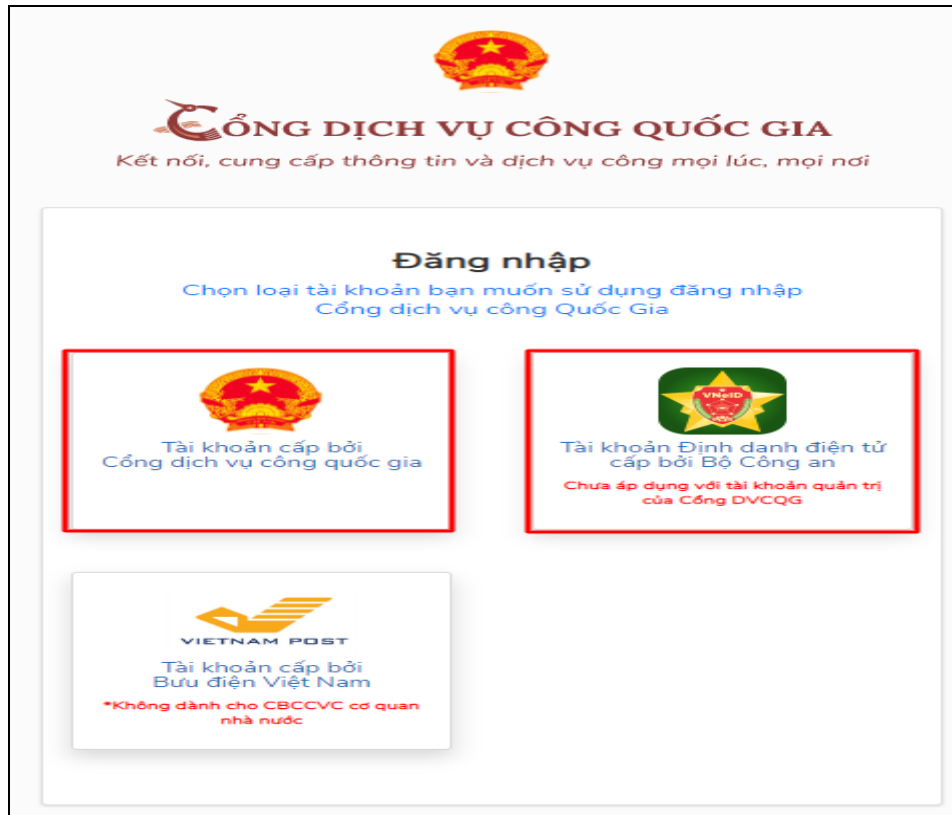 CỔNG DỊCH VỤ CÔNG QUỐC GIA
Kết nối, cung cấp thông tin và dịch vụ công mọi lúc, mọi nơi
Đăng nhập
Chọn loại tài khoản bạn muốn sử dụng đăng nhập
Cổng dịch vụ công Quốc Gia
Tài khoản cấp bởi
Cổng dịch vụ công quốc gia
VNeID
Tài khoản Định danh điện tử
cấp bởi Bộ Công an
Chưa áp dụng với tài khoản quản trị
của Cổng DVCQG
VIETNAM POST
Tài khoản cấp bởi
Bưu điện Việt Nam
*Không dành cho CBCCVC cơ quan
nhà nước